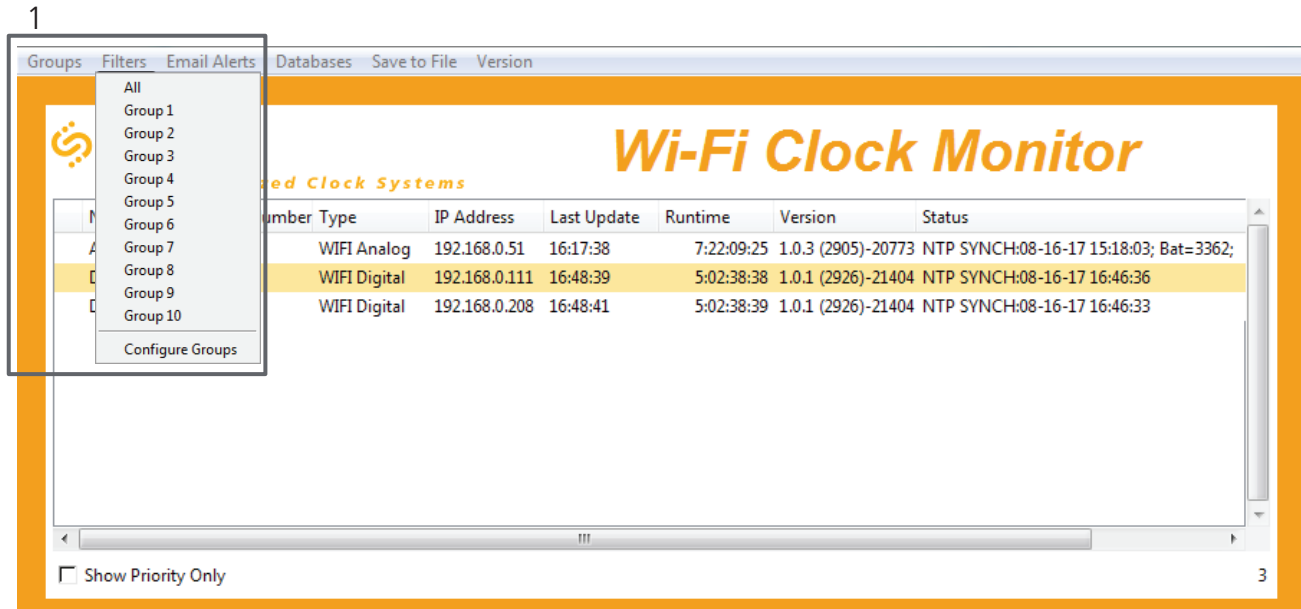 1
Groups Filters Email Alerts Databases Save to File Version
All
Group 1
Group 2
Group 3
Group 4
Group 5
Group 6
Group 7
Group 8
Group 9
Group 10
Configure Groups
Wi-Fi Clock Monitor
Clock Systems
Type IP Address Last Update Runtime Version Status
WIFI Analog 192.168.0.51 16:17:38 7:22:09:25 1.0.3 (2905)-20773 NTP SYNCH:08-16-17 15:18:03; Bat=3362;
WIFI Digital 192.168.0.111 16:48:39 5:02:38:38 1.0.1 (2926)-21404 NTP SYNCH:08-16-17 16:46:36
WIFI Digital 192.168.0.208 16:48:41 5:02:38:39 1.0.1 (2926)-21404 NTP SYNCH:08-16-17 16:46:33
Show Priority Only 3